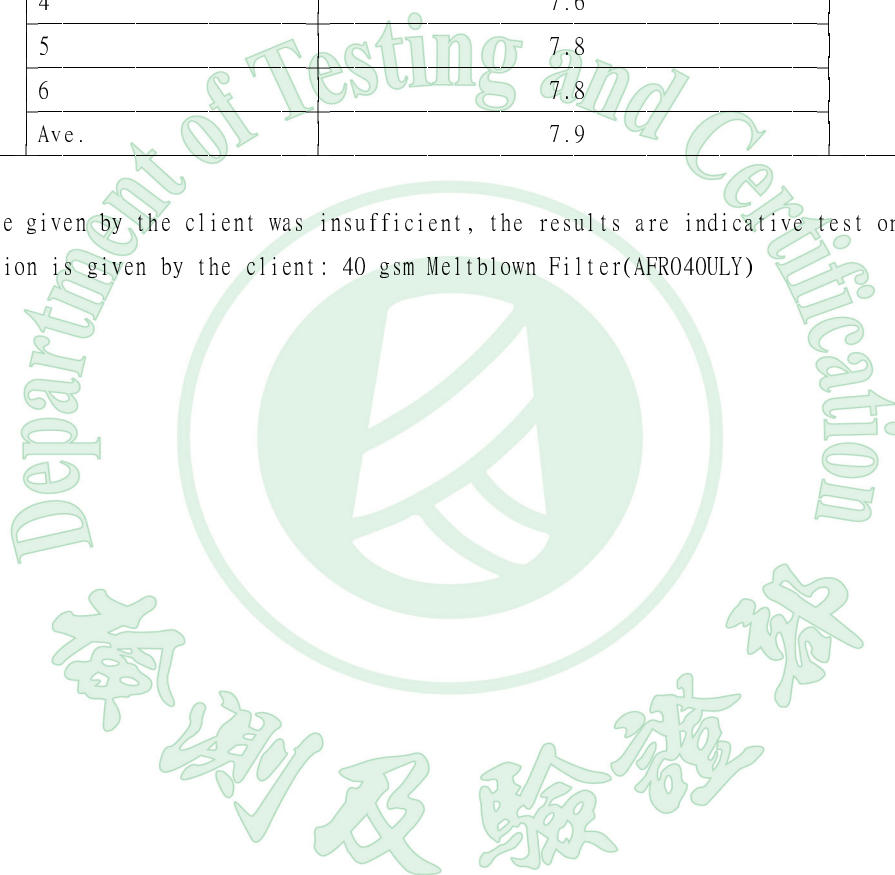 4 7.6
5 7.8
6 7.8
Ave. 7.9
e given by the client was insufficient, the results are indicative test on
ion is given by the client: 40 gsm Meltblown Filter(AFR040ULY)
Department of Testing and Certification
檢測及驗證部